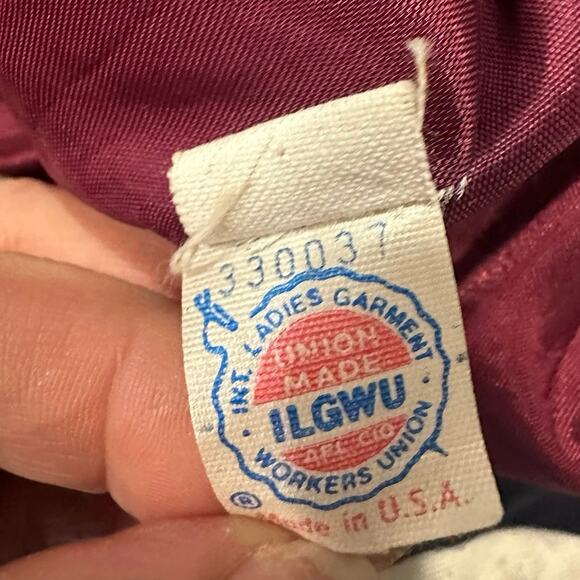 330037
INT. LADIES GARMENT
UNION
MADE
ILGWU
AFL-CIO
WORKERS UNION
®
Made in U.S.A.